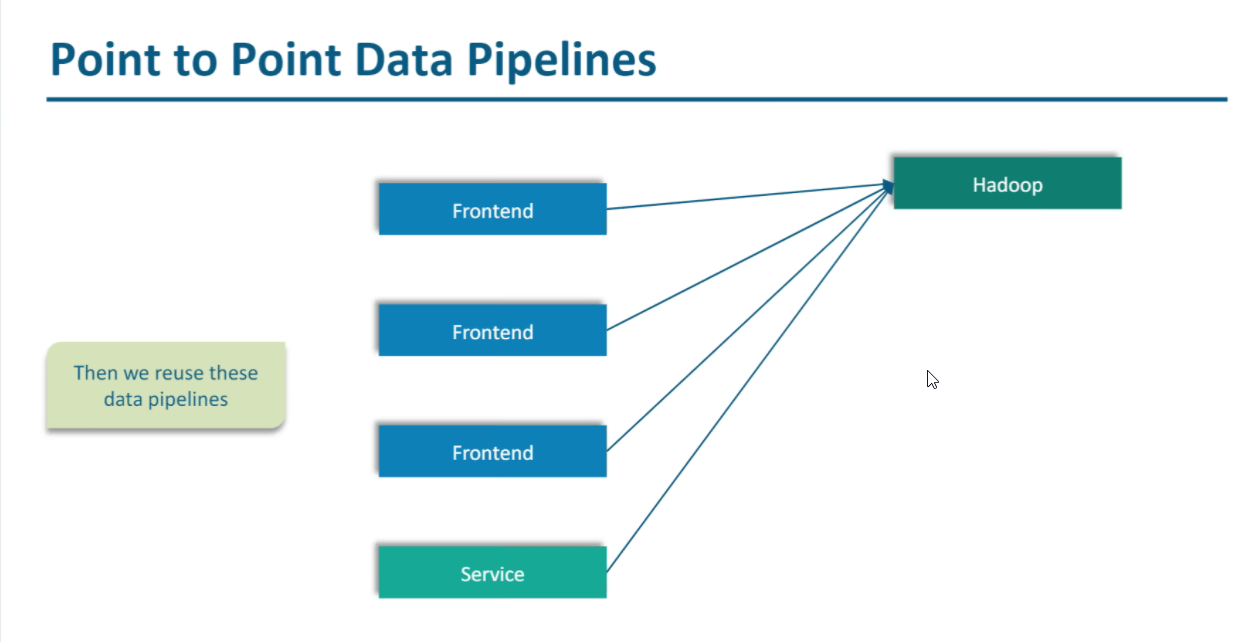 Point to Point Data Pipelines
Hadoop
Frontend
Frontend
Then we reuse these
data pipelines
Frontend
Service